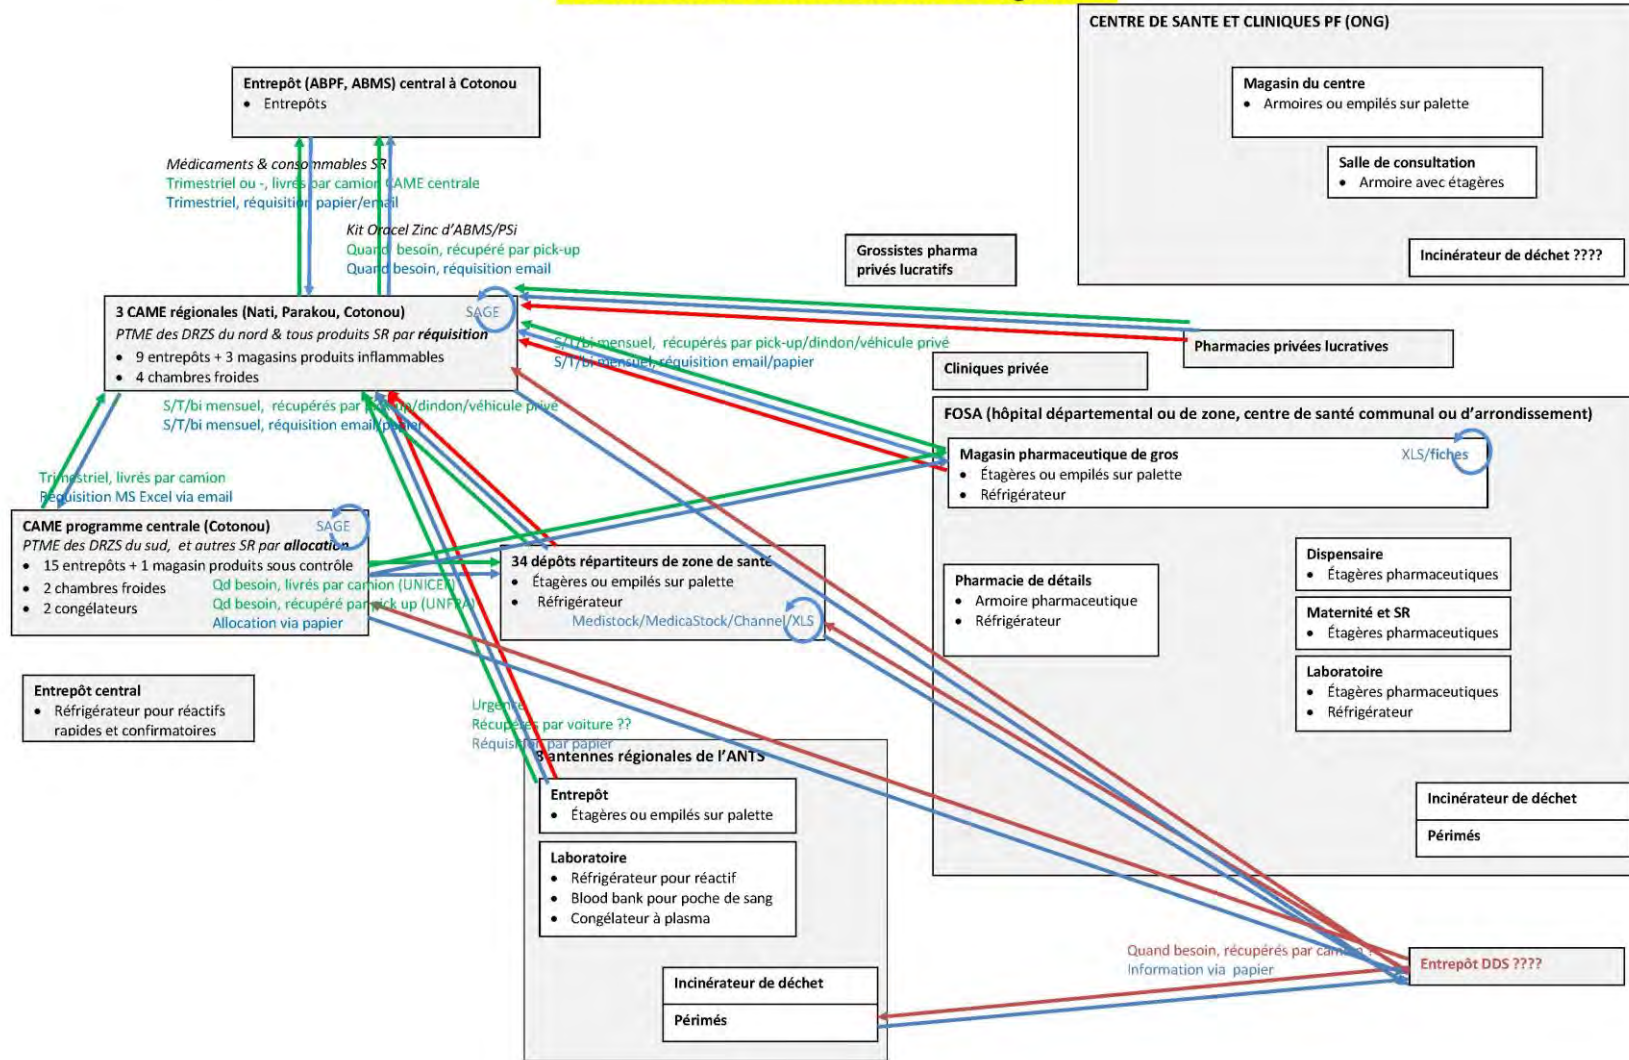 CENTRE DE SANTE ET CLINIQUES PF (ONG)
Magasin du centre
• Armoires ou empilés sur palette
Salle de consultation
• Armoire avec étagères
Incinérateur de déchet ????
Entrepôt (ABPF, ABMS) central à Cotonou
• Entrepôts
Médicaments & consommables SR
Trimestriel ou -, livrés par camion CAME centrale
Trimestriel, réquisition papier/email
Kit Oracel Zinc d'ABMS/PSi
Quand besoin, récupéré par pick-up
Quand besoin, réquisition email
Grossistes pharma
privés lucratifs
3 CAME régionales (Nati, Parakou, Cotonou)
SAGE
PTME des DRZS du nord & tous produits SR par réquisition
• 9 entrepôts + 3 magasins produits inflammables
• 4 chambres froides
S/T/bi mensuel, récupérés par pick-up/dindon/véhicule privé
S/T/bi mensuel, réquisition email/papier
Pharmacies privées lucratives
Cliniques privée
S/T/bi mensuel, récupérés par pick-up/dindon/véhicule privé
S/T/bi mensuel, réquisition email/papier
FOSA (hôpital départemental ou de zone, centre de santé communal ou d'arrondissement)
Magasin pharmaceutique de gros
XLS/fiches
• Étagères ou empilés sur palette
• Réfrigérateur
Trimestriel, livrés par camion
Réquisition MS Excel via email
CAME programme centrale (Cotonou)
SAGE
PTME des DRZS du sud, et autres SR par allocation
• 15 entrepôts + 1 magasin produits sous contrôle
• 2 chambres froides
• 2 congélateurs
Qd besoin, livrés par camion (UNICEF)
Qd besoin, récupéré par pick up (UNFPA)
Allocation via papier
34 dépôts répartiteurs de zone de santé
• Étagères ou empilés sur palette
• Réfrigérateur
Medistock/MedicaStock/Channel/XLS
Pharmacie de détails
• Armoire pharmaceutique
• Réfrigérateur
Dispensaire
• Étagères pharmaceutiques
Maternité et SR
• Étagères pharmaceutiques
Laboratoire
• Étagères pharmaceutiques
• Réfrigérateur
Entrepôt central
• Réfrigérateur pour réactifs
rapides et confirmatoires
Urgence
Récupérés par voiture ??
Réquisition par papier
8 antennes régionales de l'ANTS
Entrepôt
• Étagères ou empilés sur palette
Laboratoire
• Réfrigérateur pour réactif
• Blood bank pour poche de sang
• Congélateur à plasma
Incinérateur de déchet
Périmés
Incinérateur de déchet
Périmés
Quand besoin, récupérés par camion ?
Information via papier
Entrepôt DDS ????